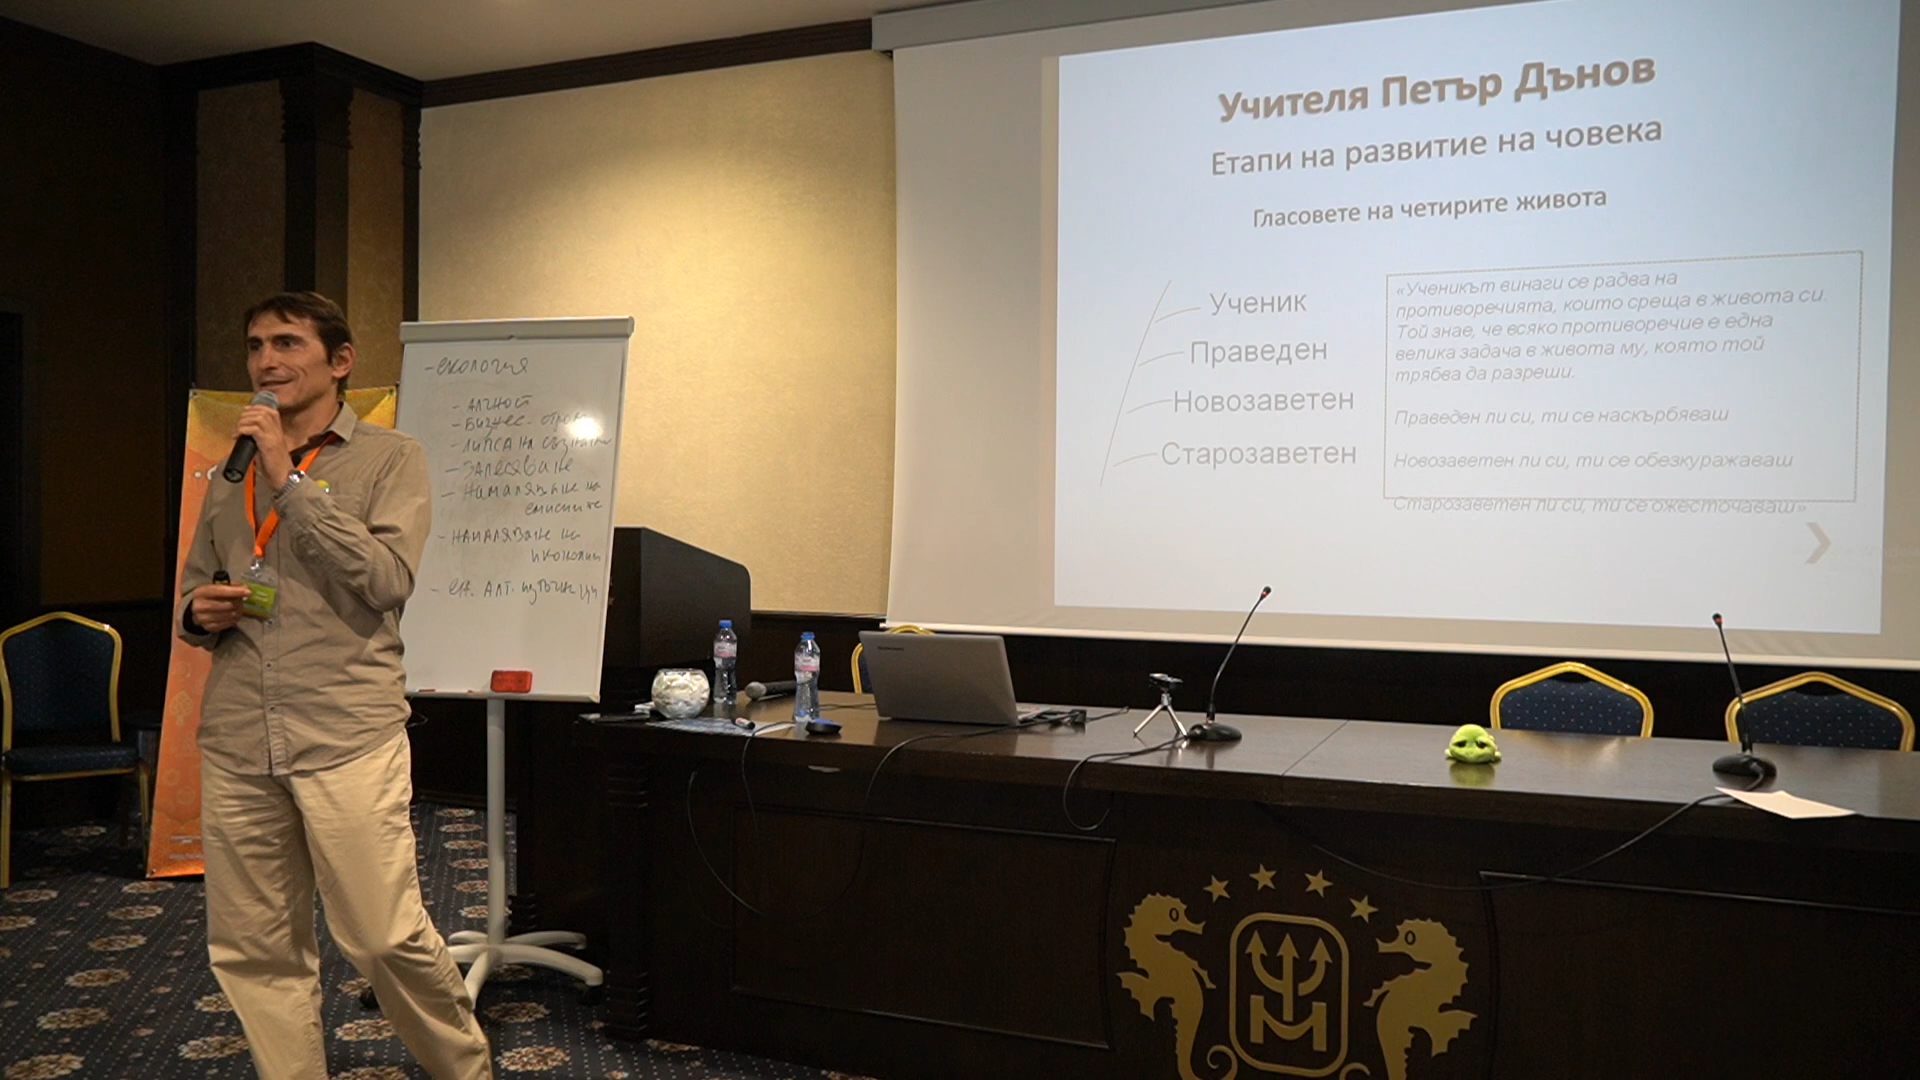 Учителя Петър Дънов
Етапи на развитие на човека
Гласовете на четирите живота
Ученик
Праведен
Новозаветен
Старозаветен
«Ученикът винаги се радва на
противоречията, които среща в живота си.
Той знае, че всяко противоречие е една
велика задача в живота му, която той
трябва да разреши.
Праведен ли си, ти се наскърбяваш
Новозаветен ли си, ти се обезкуражаваш
Старозаветен ли си, ти се ожесточаваш»
- екология
- алчност
- бизнес -
- липса на
- залесяване
- намаляване на
емисиите
- намаляване на
- АЛТ.
M